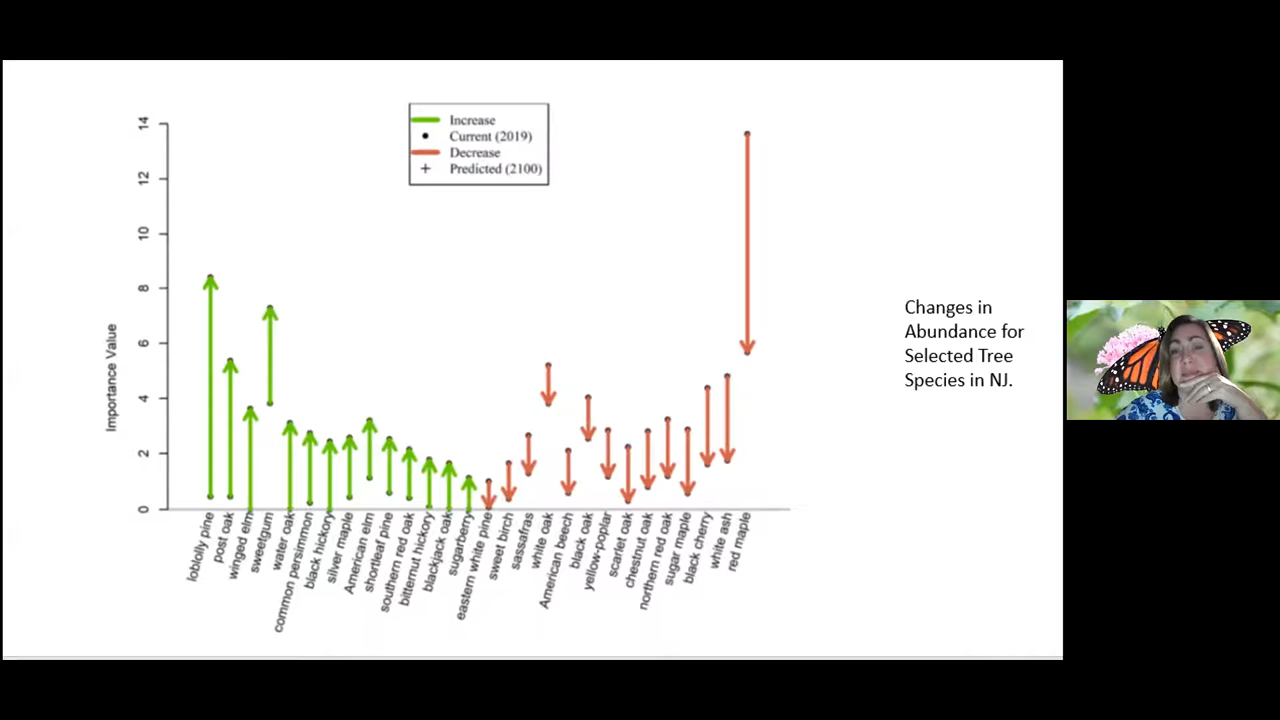 Increase
Current (2019)
Decrease
Predicted (2100)
14
12
10
8
6
4
2
0
Importance Value
loblolly pine
post oak
winged elm
sweetgum
water oak
common persimmon
black hickory
silver maple
American elm
shortleaf pine
southern red oak
bitternut hickory
blackjack oak
sugarberry
eastern white pine
sweet birch
sassafras
white oak
American beech
black oak
yellow-poplar
scarlet oak
chestnut oak
northern red oak
sugar maple
black cherry
white ash
red maple
Changes in
Abundance for
Selected Tree
Species in NJ.